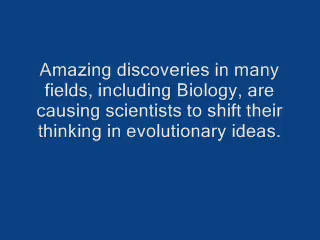 Amazing discoveries in many
fields, including Biology, are
causing scientists to shift their
thinking in evolutionary ideas.